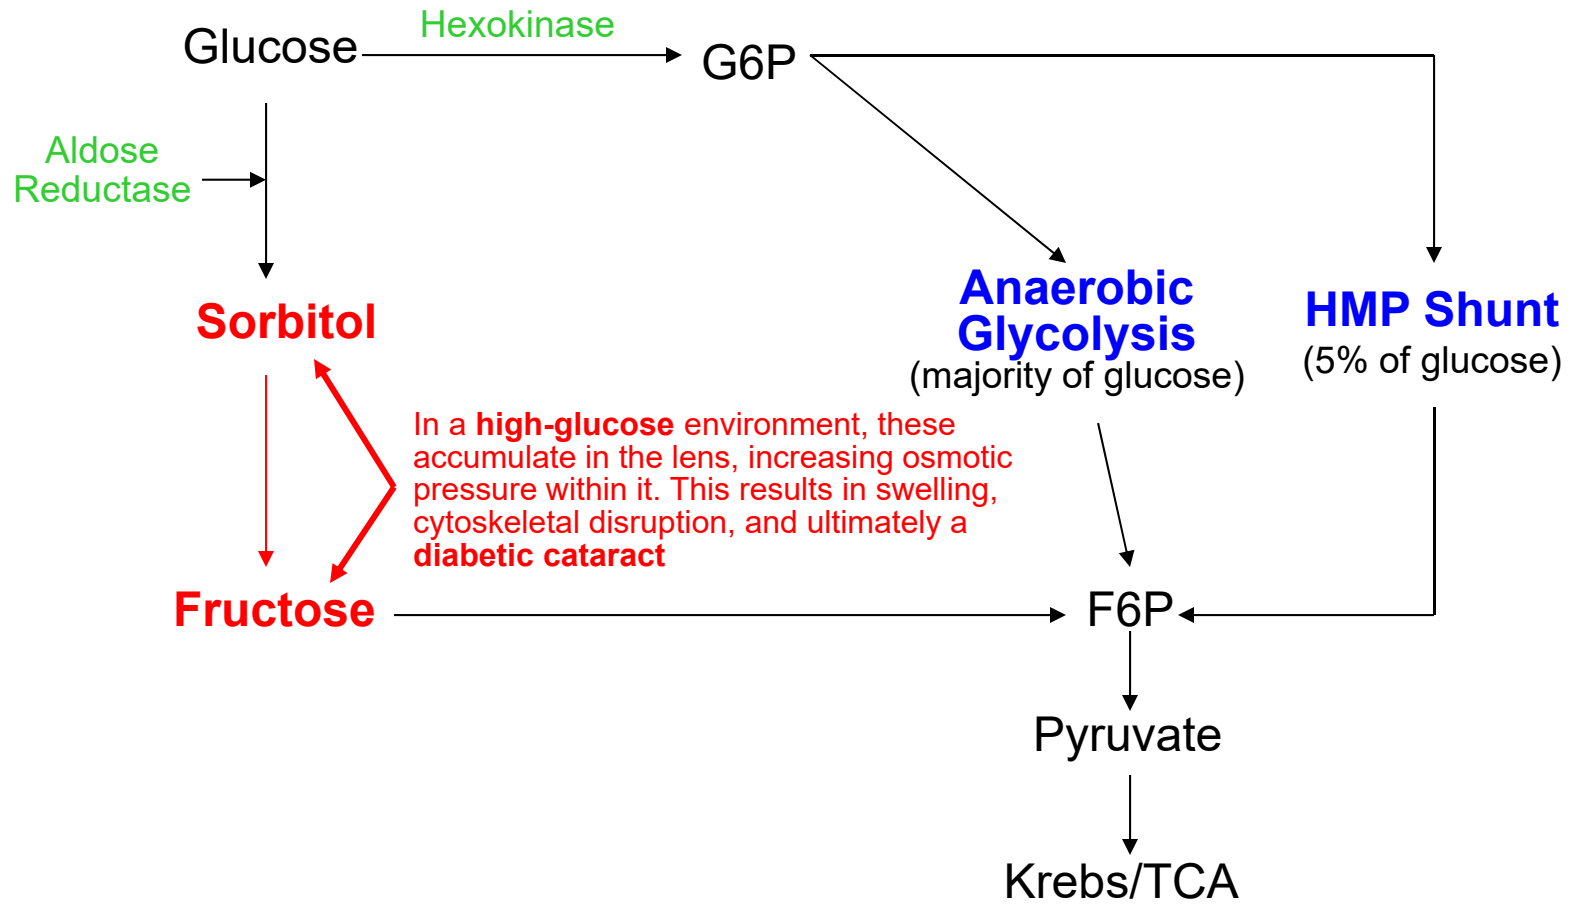 Glucose
Hexokinase
G6P
Aldose
Reductase
Sorbitol
Anaerobic
Glycolysis
(majority of glucose)
HMP Shunt
(5% of glucose)
In a high-glucose environment, these
accumulate in the lens, increasing osmotic
pressure within it. This results in swelling,
cytoskeletal disruption, and ultimately a
diabetic cataract
Fructose
F6P
Pyruvate
Krebs/TCA